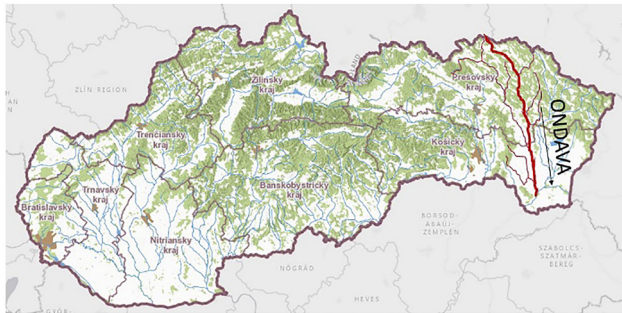 ZLÍN REGION
Žilinský
kraj
Prešovský
kraj
Trenčiansky
kraj
Košický
kraj
ONDAVA
Banskobystrický
kraj
Trnavský
kraj
Bratislavský
kraj
Nitriansky
kraj
BORSOD-
ABAÚJ-
ZEMPLÉN
SZABOLCS-
SZATMÁR-
BEREG
NÓGRÁD
HEVES